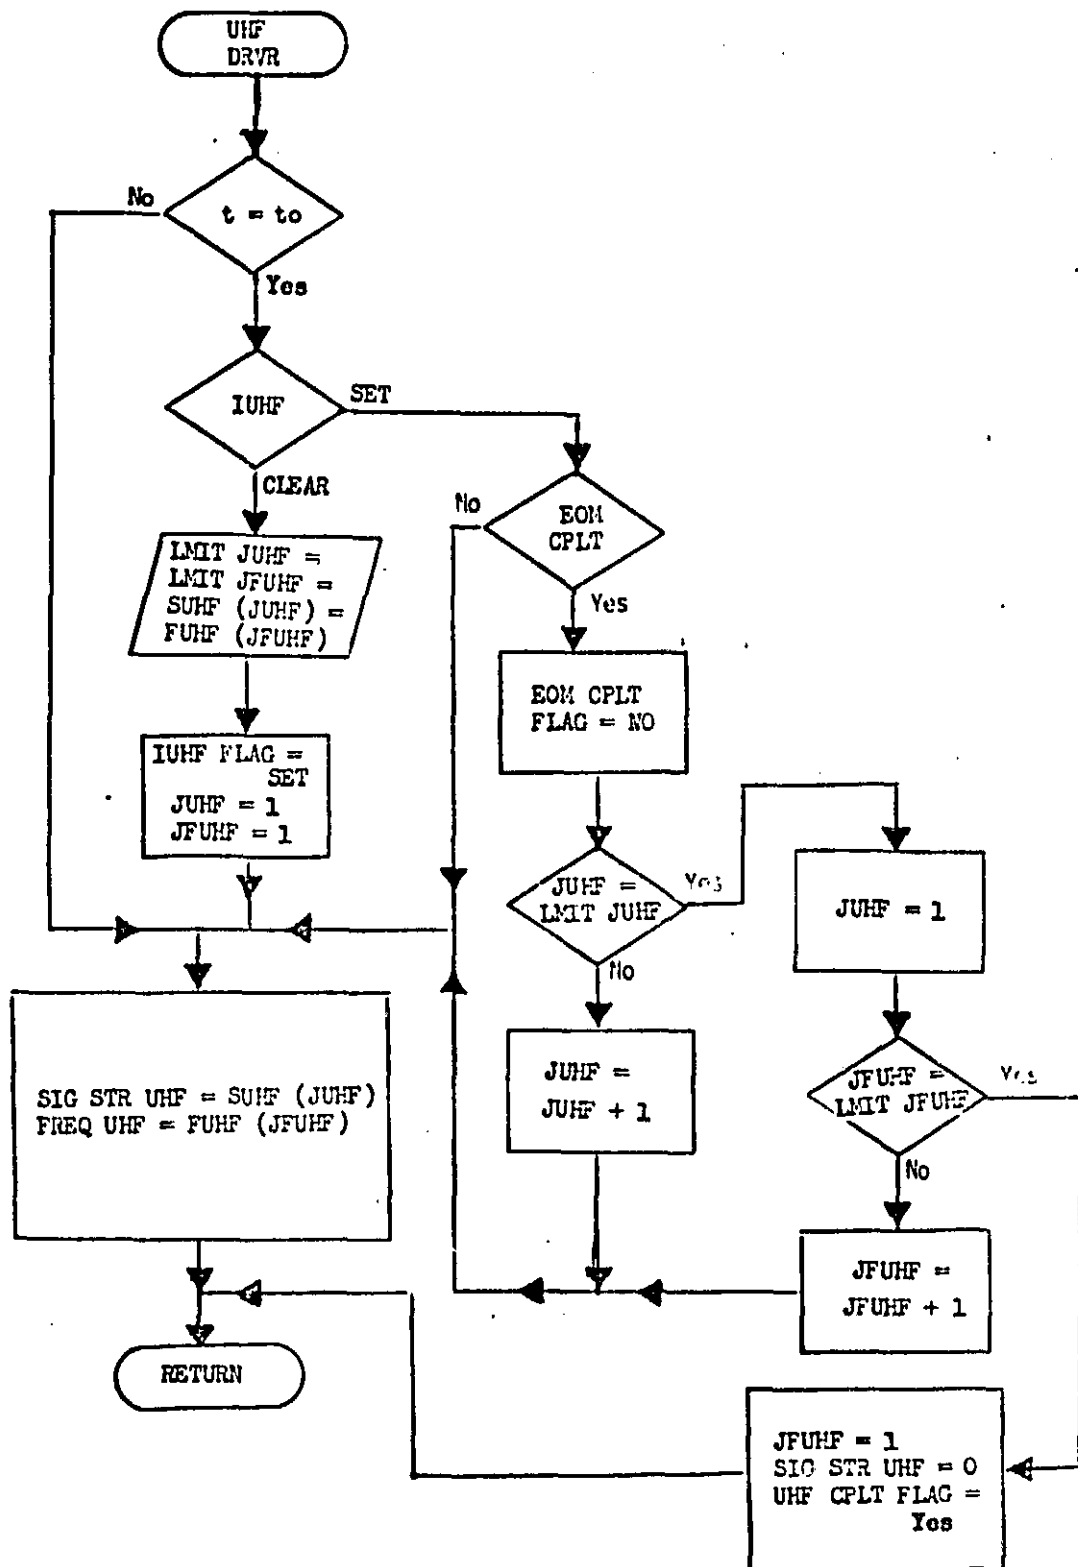 UHF
DRVR
No
t = to
Yes
IUHF
SET
CLEAR
LMIT JUHF =
LMIT JFUHF =
SUHF (JUHF) =
FUHF (JFUHF)
IUHF FLAG =
SET
JUHF = 1
JFUHF = 1
No
EOM
CPLT
Yes
EOM CPLT
FLAG = NO
JUHF =
LMIT JUHF
Yes
No
JUHF = 1
JUHF =
JUHF + 1
JFUHF =
LMIT JFUHF
Yes
No
JFUHF =
JFUHF + 1
SIG STR UHF = SUHF (JUHF)
FREQ UHF = FUHF (JFUHF)
RETURN
JFUHF = 1
SIG STR UHF = 0
UHF CPLT FLAG =
Yes